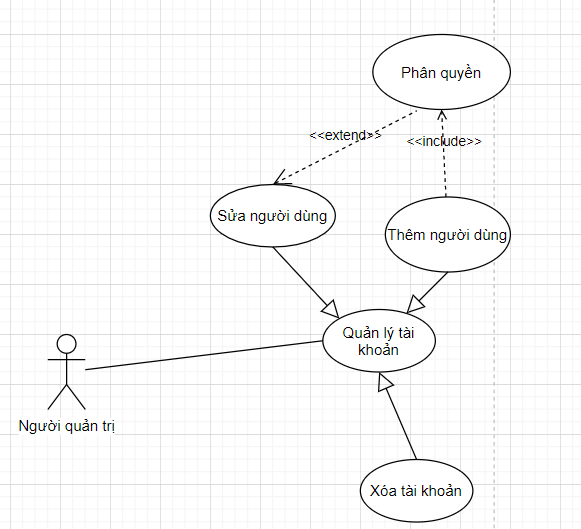 Phân quyền
<<extend>>
<<include>>
Sửa người dùng
Thêm người dùng
Quản lý tài
khoản
Người quản trị
Xóa tài khoản